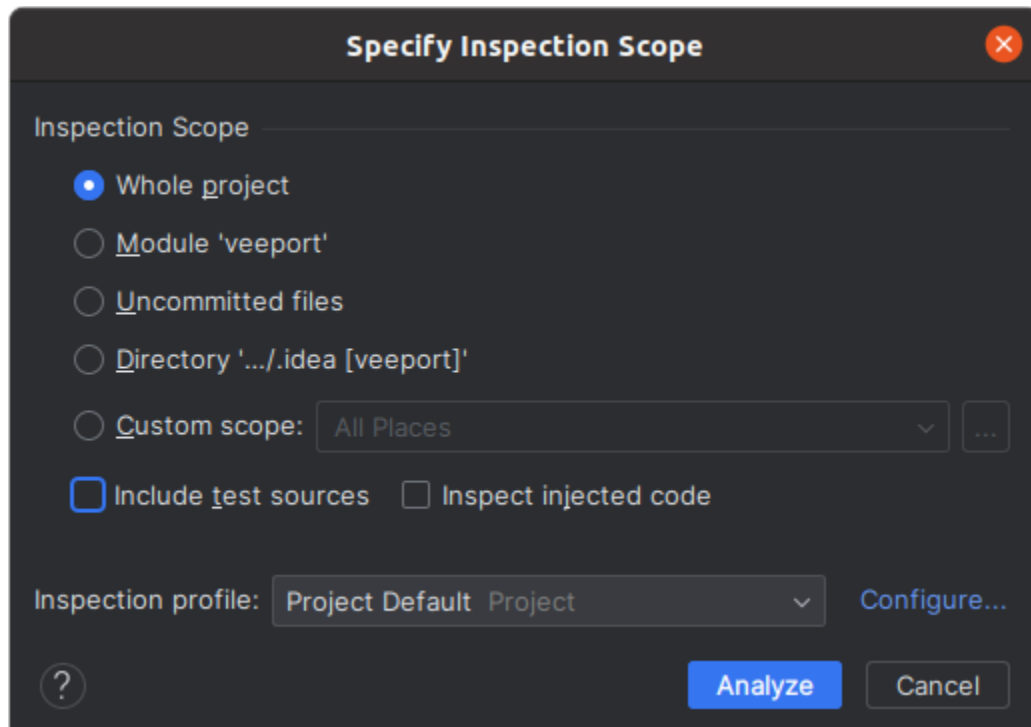 Specify Inspection Scope
Inspection Scope
Whole project
Module 'veeport'
Uncommitted files
Directory '.../.idea [veeport]'
Custom scope: All Places ...
Include test sources Inspect injected code
Inspection profile: Project Default Project Configure...
? Analyze Cancel